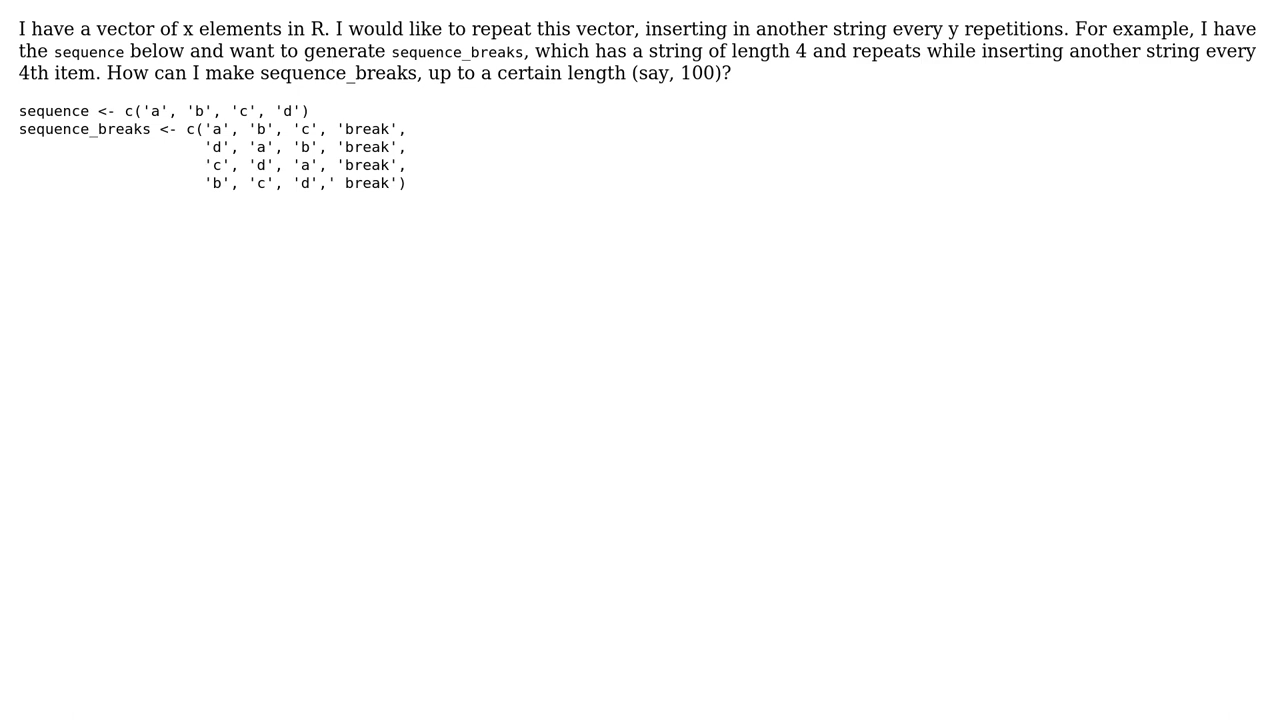 I have a vector of x elements in R. I would like to repeat this vector, inserting in another string every y repetitions. For example, I have
the sequence below and want to generate sequence_breaks, which has a string of length 4 and repeats while inserting another string every
4th item. How can I make sequence_breaks, up to a certain length (say, 100)?
sequence <- c('a', 'b', 'c', 'd')
sequence_breaks <- c('a', 'b', 'c', 'break',
'd', 'a', 'b', 'break',
'c', 'd', 'a', 'break',
'b', 'c', 'd',' break')